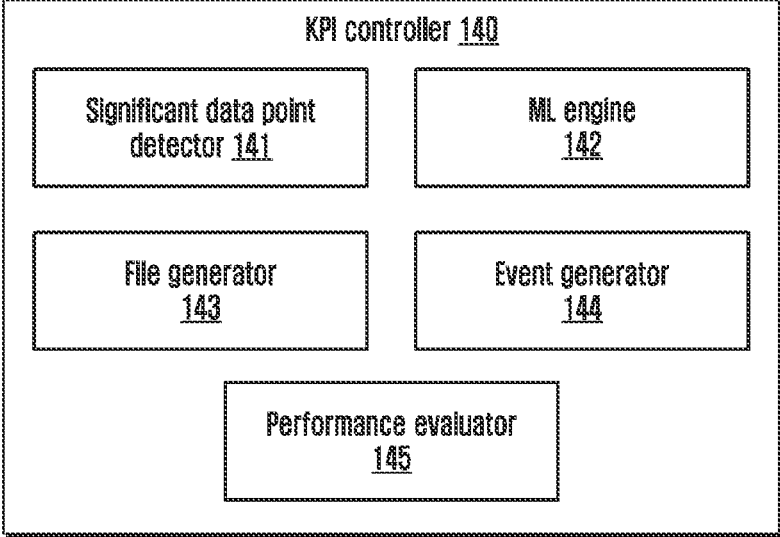 KPI controller 140
Significant data point
detector 141
ML engine
142
File generator
143
Event generator
144
Performance evaluator
145